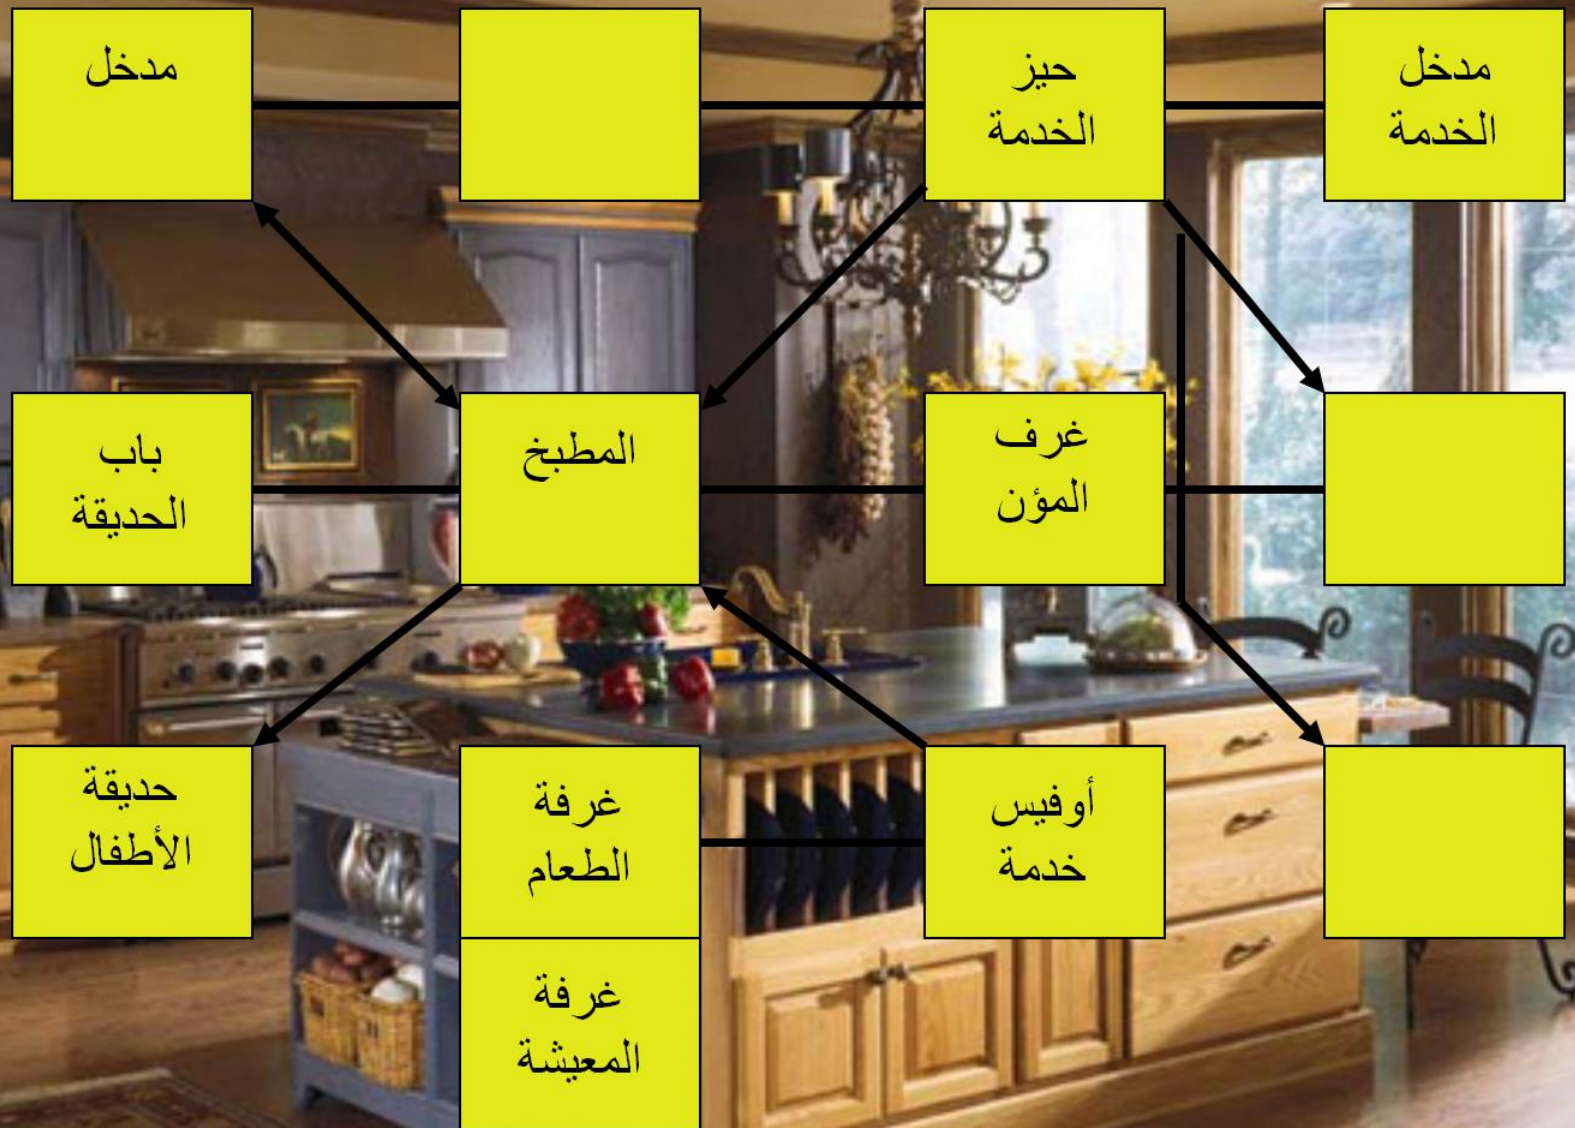 مدخل
الخدمة
حيز
الخدمة
مدخل
غرف
المؤن
المطبخ
باب
الحديقة
أوفيس
خدمة
غرفة
الطعام
حديقة
الأطفال
غرفة
المعيشة